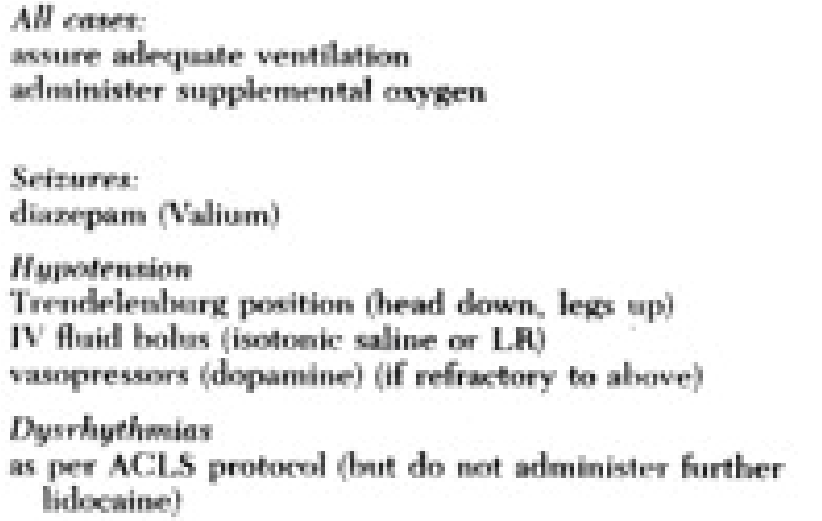 All cases:
assure adequate ventilation
administer supplemental oxygen
Seizures:
diazepam (Valium)
Hypotension
Trendelenburg position (head down, legs up)
IV fluid bolus (isotonic saline or LR)
vasopressors (dopamine) (if refractory to above)
Dysrhythmias
as per ACLS protocol (but do not administer further
lidocaine)